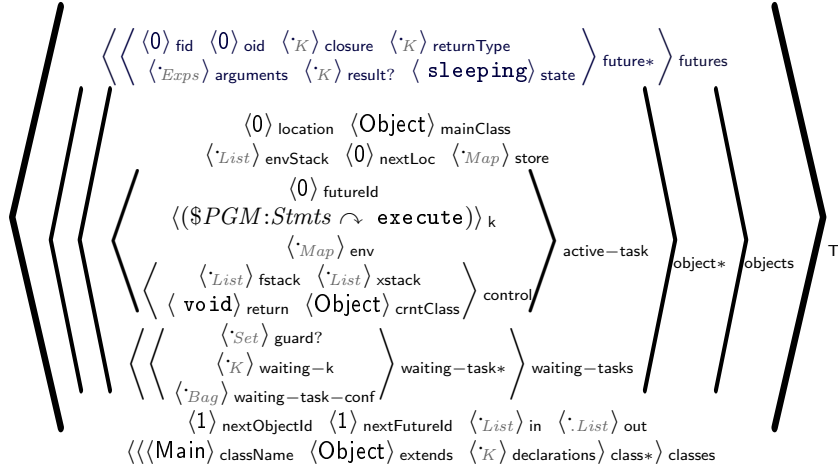 ⟨⟨ ⟨0⟩ fid ⟨0⟩ oid ⟨·K⟩ closure ⟨·K⟩ returnType
⟨·Exps⟩ arguments ⟨·K⟩ result? ⟨ sleeping⟩ state ⟩ future* ⟩ futures
⟨0⟩ location ⟨Object⟩ mainClass
⟨·List⟩ envStack ⟨0⟩ nextLoc ⟨·Map⟩ store
⟨0⟩ futureId
⟨($PGM:Stmts ↷ execute)⟩ k
⟨·Map⟩ env
⟨·List⟩ fstack ⟨·List⟩ xstack
⟨ void⟩ return ⟨Object⟩ crntClass ⟩ control ⟩ active−task
⟨·Set⟩ guard?
⟨·K⟩ waiting−k
⟨·Bag⟩ waiting−task−conf ⟩ waiting−task* ⟩ waiting−tasks ⟩ object* ⟩ objects
⟨1⟩ nextObjectId ⟨1⟩ nextFutureId ⟨·List⟩ in ⟨·.List⟩ out
⟨⟨⟨Main⟩ className ⟨Object⟩ extends ⟨·K⟩ declarations⟩ class*⟩ classes ⟩ T